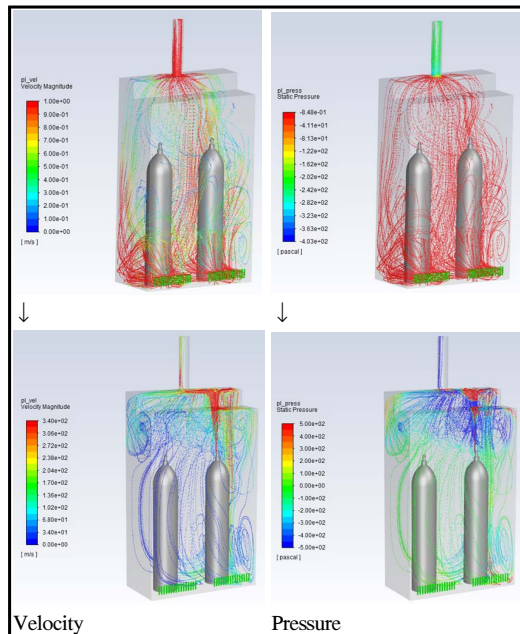 pl_vel
Velocity Magnitude
1.00e+00
9.00e-01
8.00e-01
7.00e-01
6.00e-01
5.00e-01
4.00e-01
3.00e-01
2.00e-01
1.00e-01
0.00e+00
[ m/s ]
pl_press
Static Pressure
-8.48e-01
-4.11e+01
-8.13e+01
-1.22e+02
-1.62e+02
-2.02e+02
-2.42e+02
-2.82e+02
-3.23e+02
-3.63e+02
-4.03e+02
[ pascal ]
↓
↓
pl_vel
Velocity Magnitude
3.40e+02
3.06e+02
2.72e+02
2.38e+02
2.04e+02
1.70e+02
1.36e+02
1.02e+02
6.80e+01
3.40e+01
0.00e+00
[ m/s ]
pl_press
Static Pressure
5.00e+02
4.00e+02
3.00e+02
2.00e+02
1.00e+02
0.00e+00
-1.00e+02
-2.00e+02
-3.00e+02
-4.00e+02
-5.00e+02
[ pascal ]
Velocity
Pressure